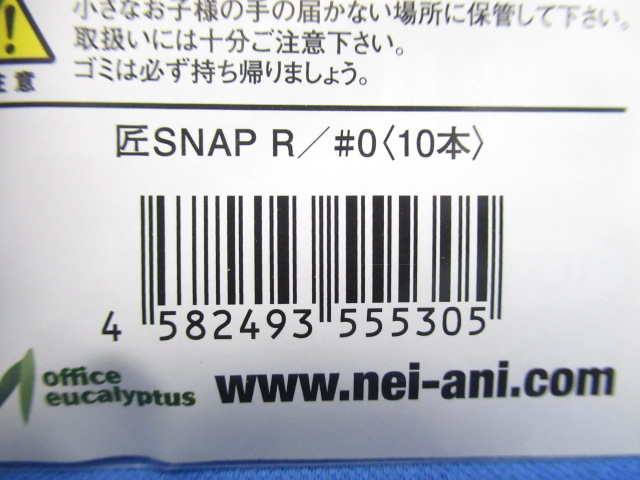 小さなお子様の手の届かない場所に保管して下さい。
取扱いには十分ご注意下さい。
ゴミは必ず持ち帰りましょう。
注意
匠SNAP R／#0〈10本〉
4 582493 555305
office
eucalyptus
www.nei-ani.com